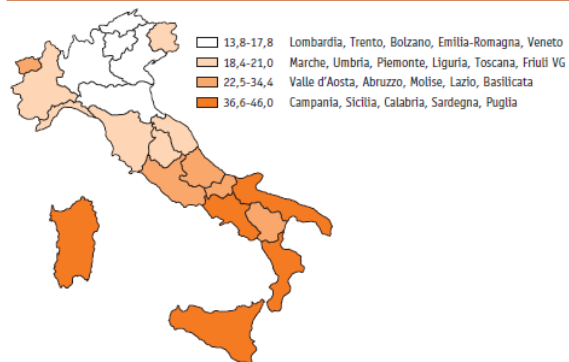 13,8-17,8 Lombardia, Trento, Bolzano, Emilia-Romagna, Veneto
18,4-21,0 Marche, Umbria, Piemonte, Liguria, Toscana, Friuli VG
22,5-34,4 Valle d'Aosta, Abruzzo, Molise, Lazio, Basilicata
36,6-46,0 Campania, Sicilia, Calabria, Sardegna, Puglia